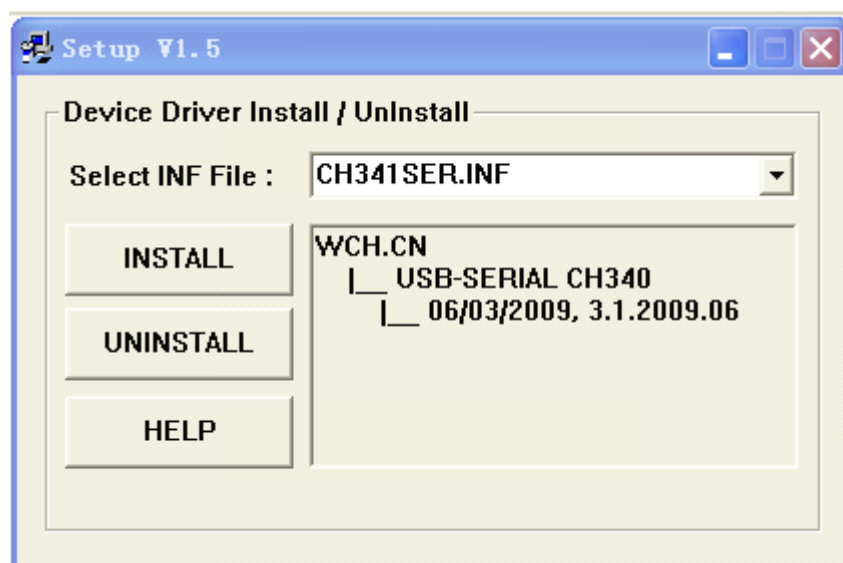 Setup V1.5
Device Driver Install / UnInstall
Select INF File : CH341SER.INF
INSTALL
UNINSTALL
HELP
WCH.CN
|__ USB-SERIAL CH340
|__ 06/03/2009, 3.1.2009.06